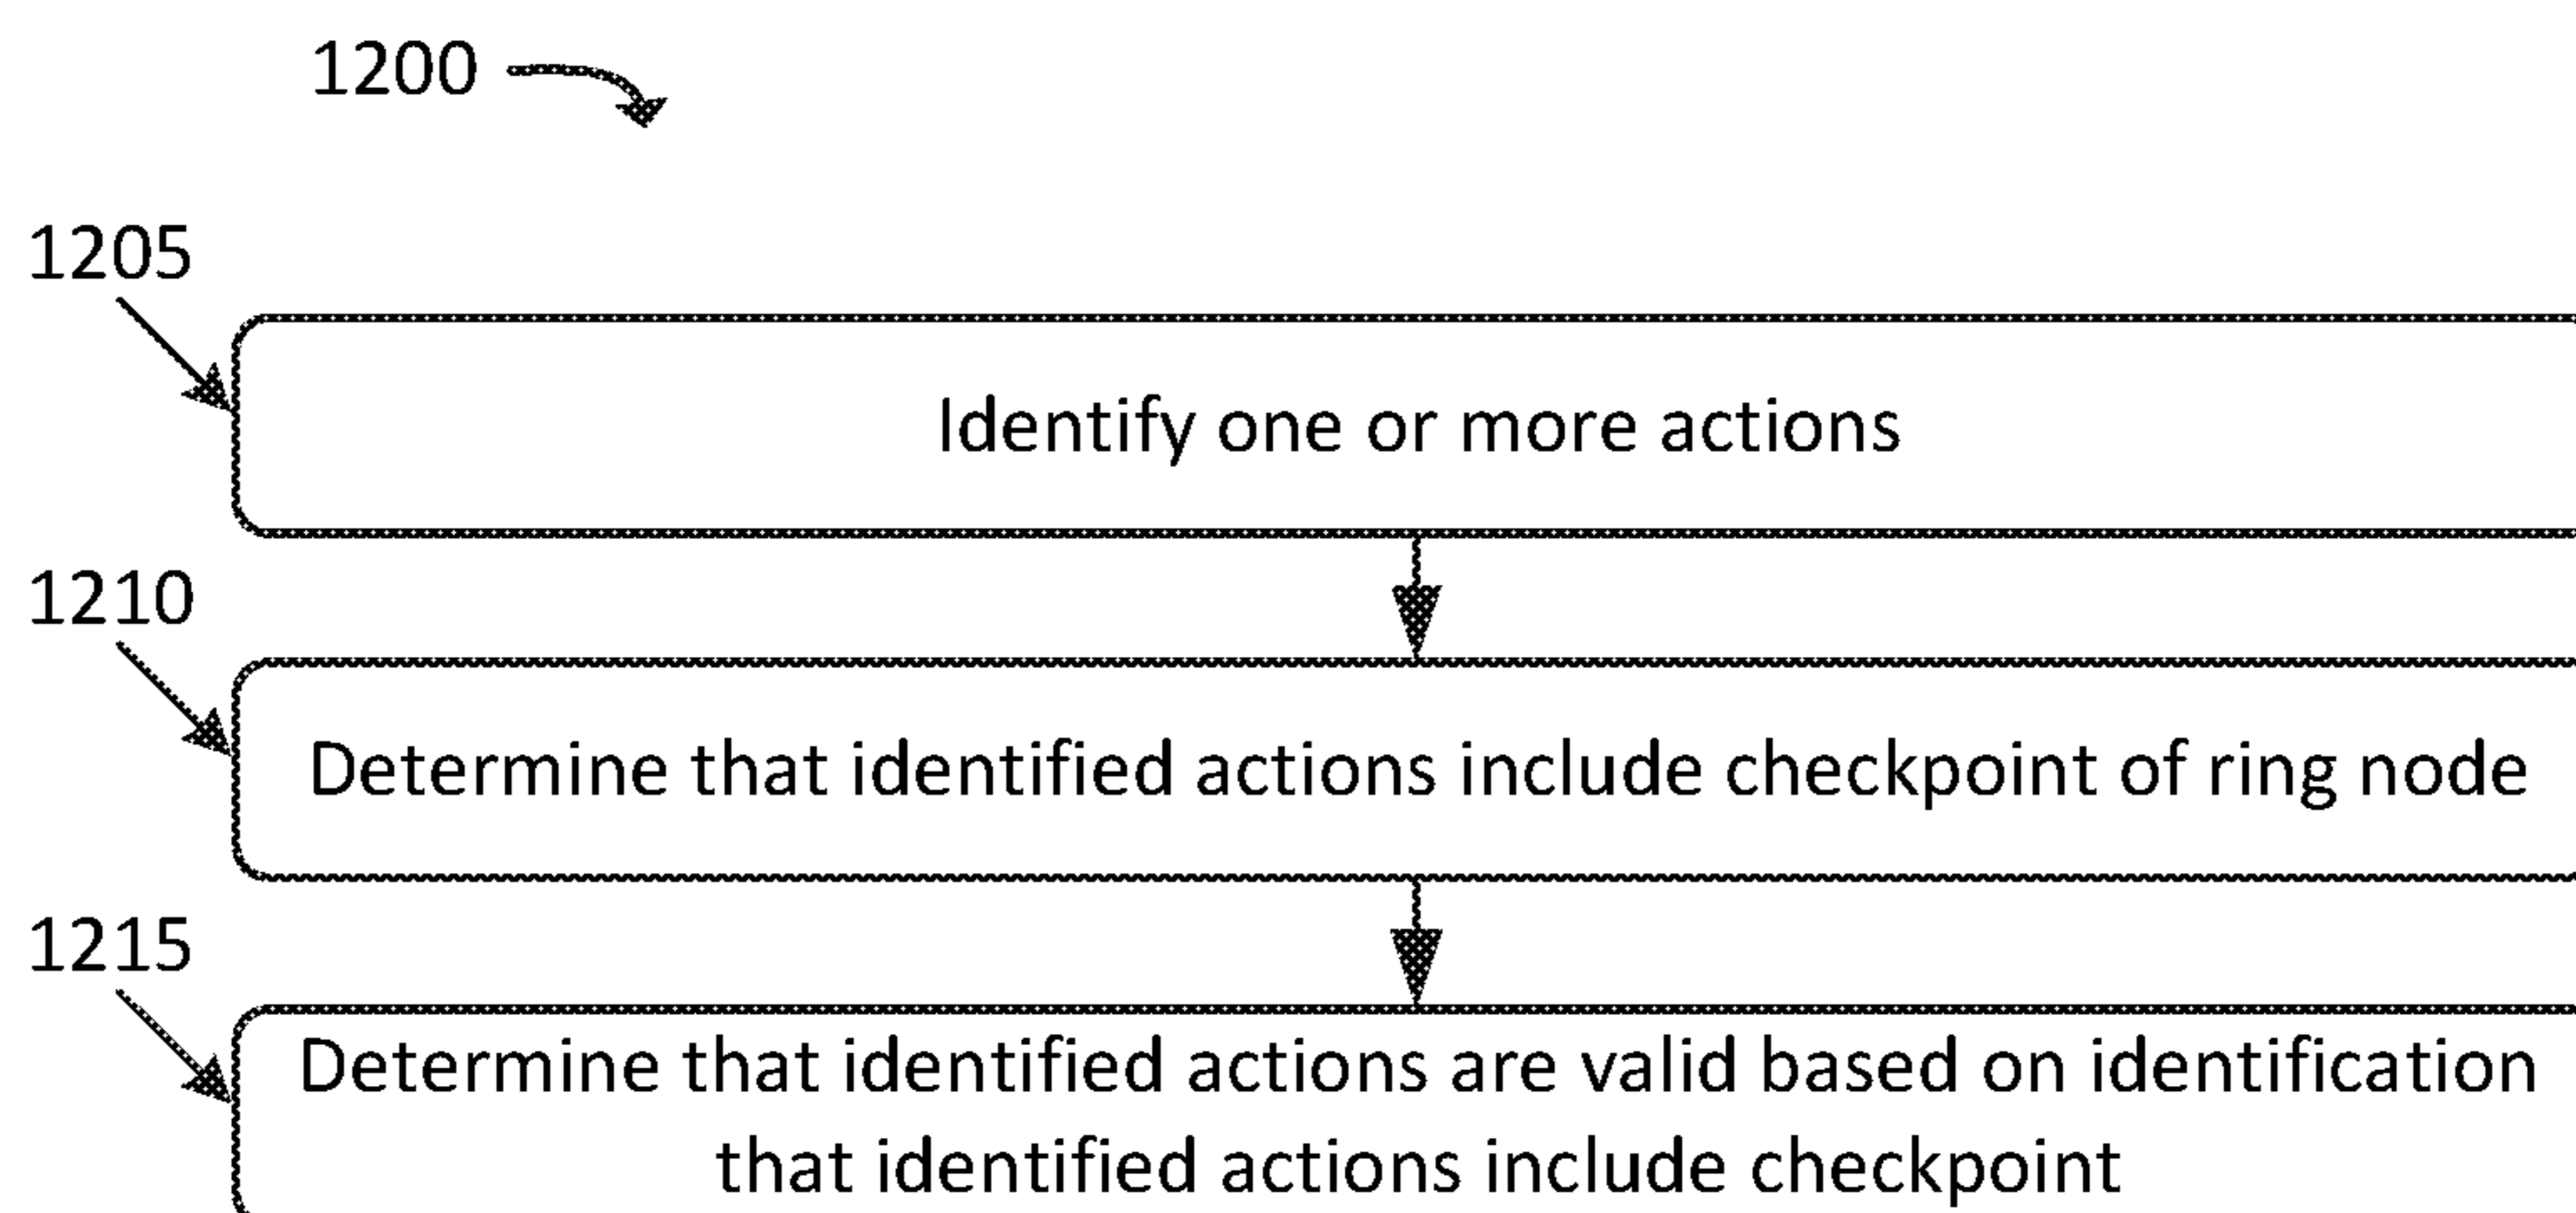 1200
1205
Identify one or more actions
1210
Determine that identified actions include checkpoint of ring node
1215
Determine that identified actions are valid based on identification
that identified actions include checkpoint